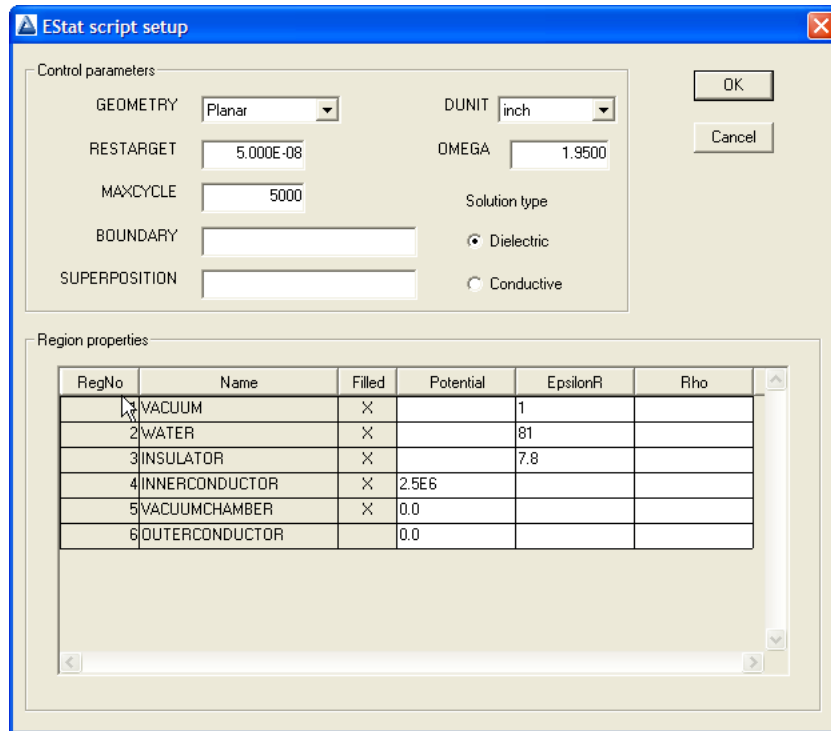 EStat script setup
Control parameters
GEOMETRY Planar DUNIT inch
RESTARGET 5.000E-08 OMEGA 1.9500
MAXCYCLE 5000 Solution type
BOUNDARY Dielectric
SUPERPOSITION Conductive
OK
Cancel
Region properties
RegNo Name Filled Potential EpsilonR Rho
VACUUM X 1
2 WATER X 81
3 INSULATOR X 7.8
4 INNERCONDUCTOR X 2.5E6
5 VACUUMCHAMBER X 0.0
6 OUTERCONDUCTOR 0.0